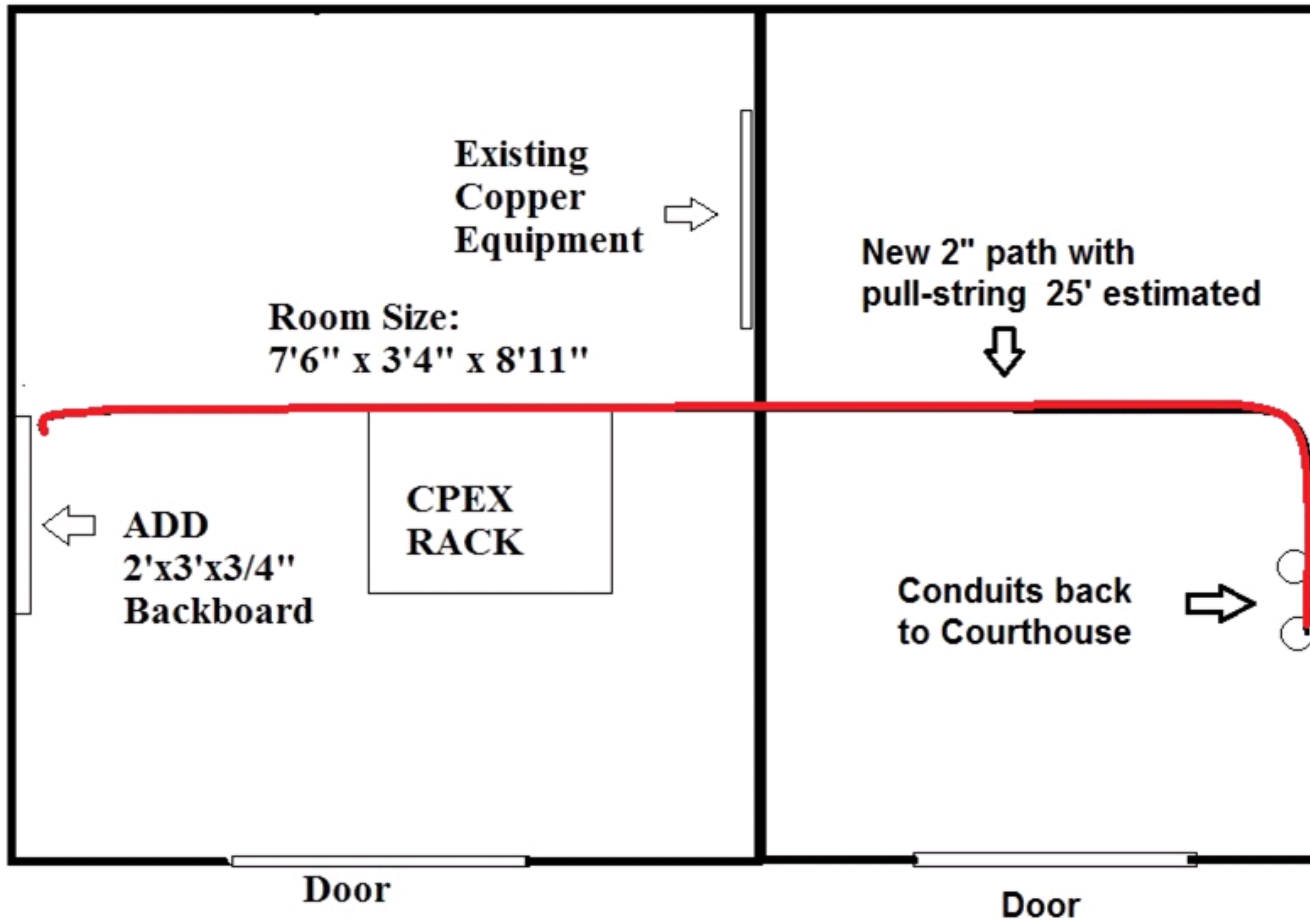 Existing
Copper
Equipment
New 2" path with
pull-string  25' estimated
Room Size:
7'6" x 3'4" x 8'11"
CPEX
RACK
ADD
2'x3'x3/4"
Backboard
Conduits back
to Courthouse
Door
Door